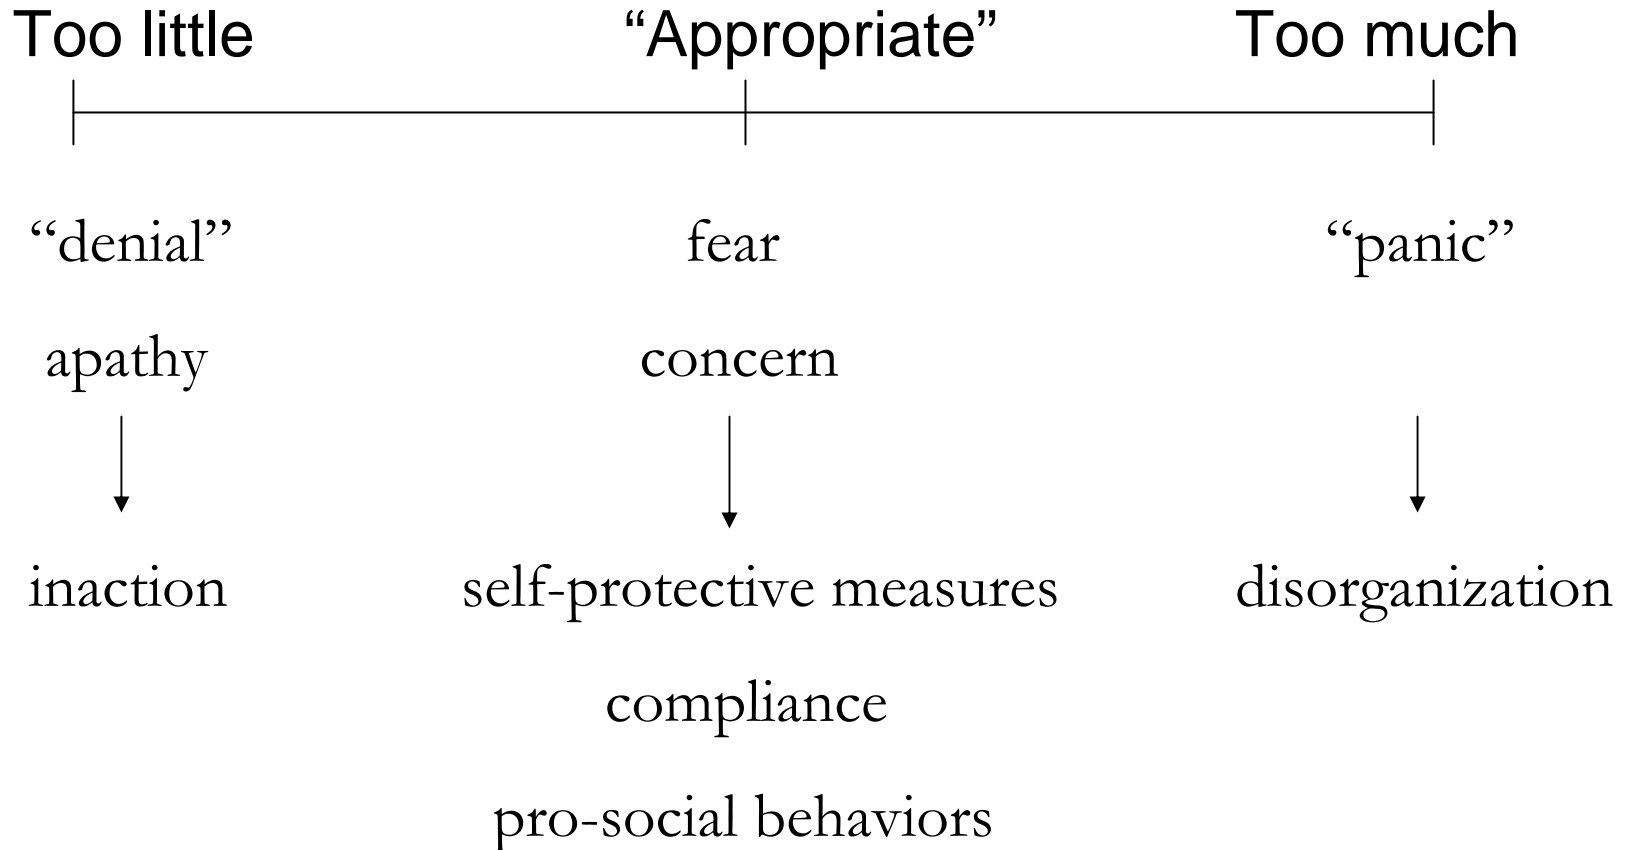 Too little “Appropriate” Too much
“denial” fear “panic”
apathy concern
inaction self-protective measures disorganization
compliance
pro-social behaviors